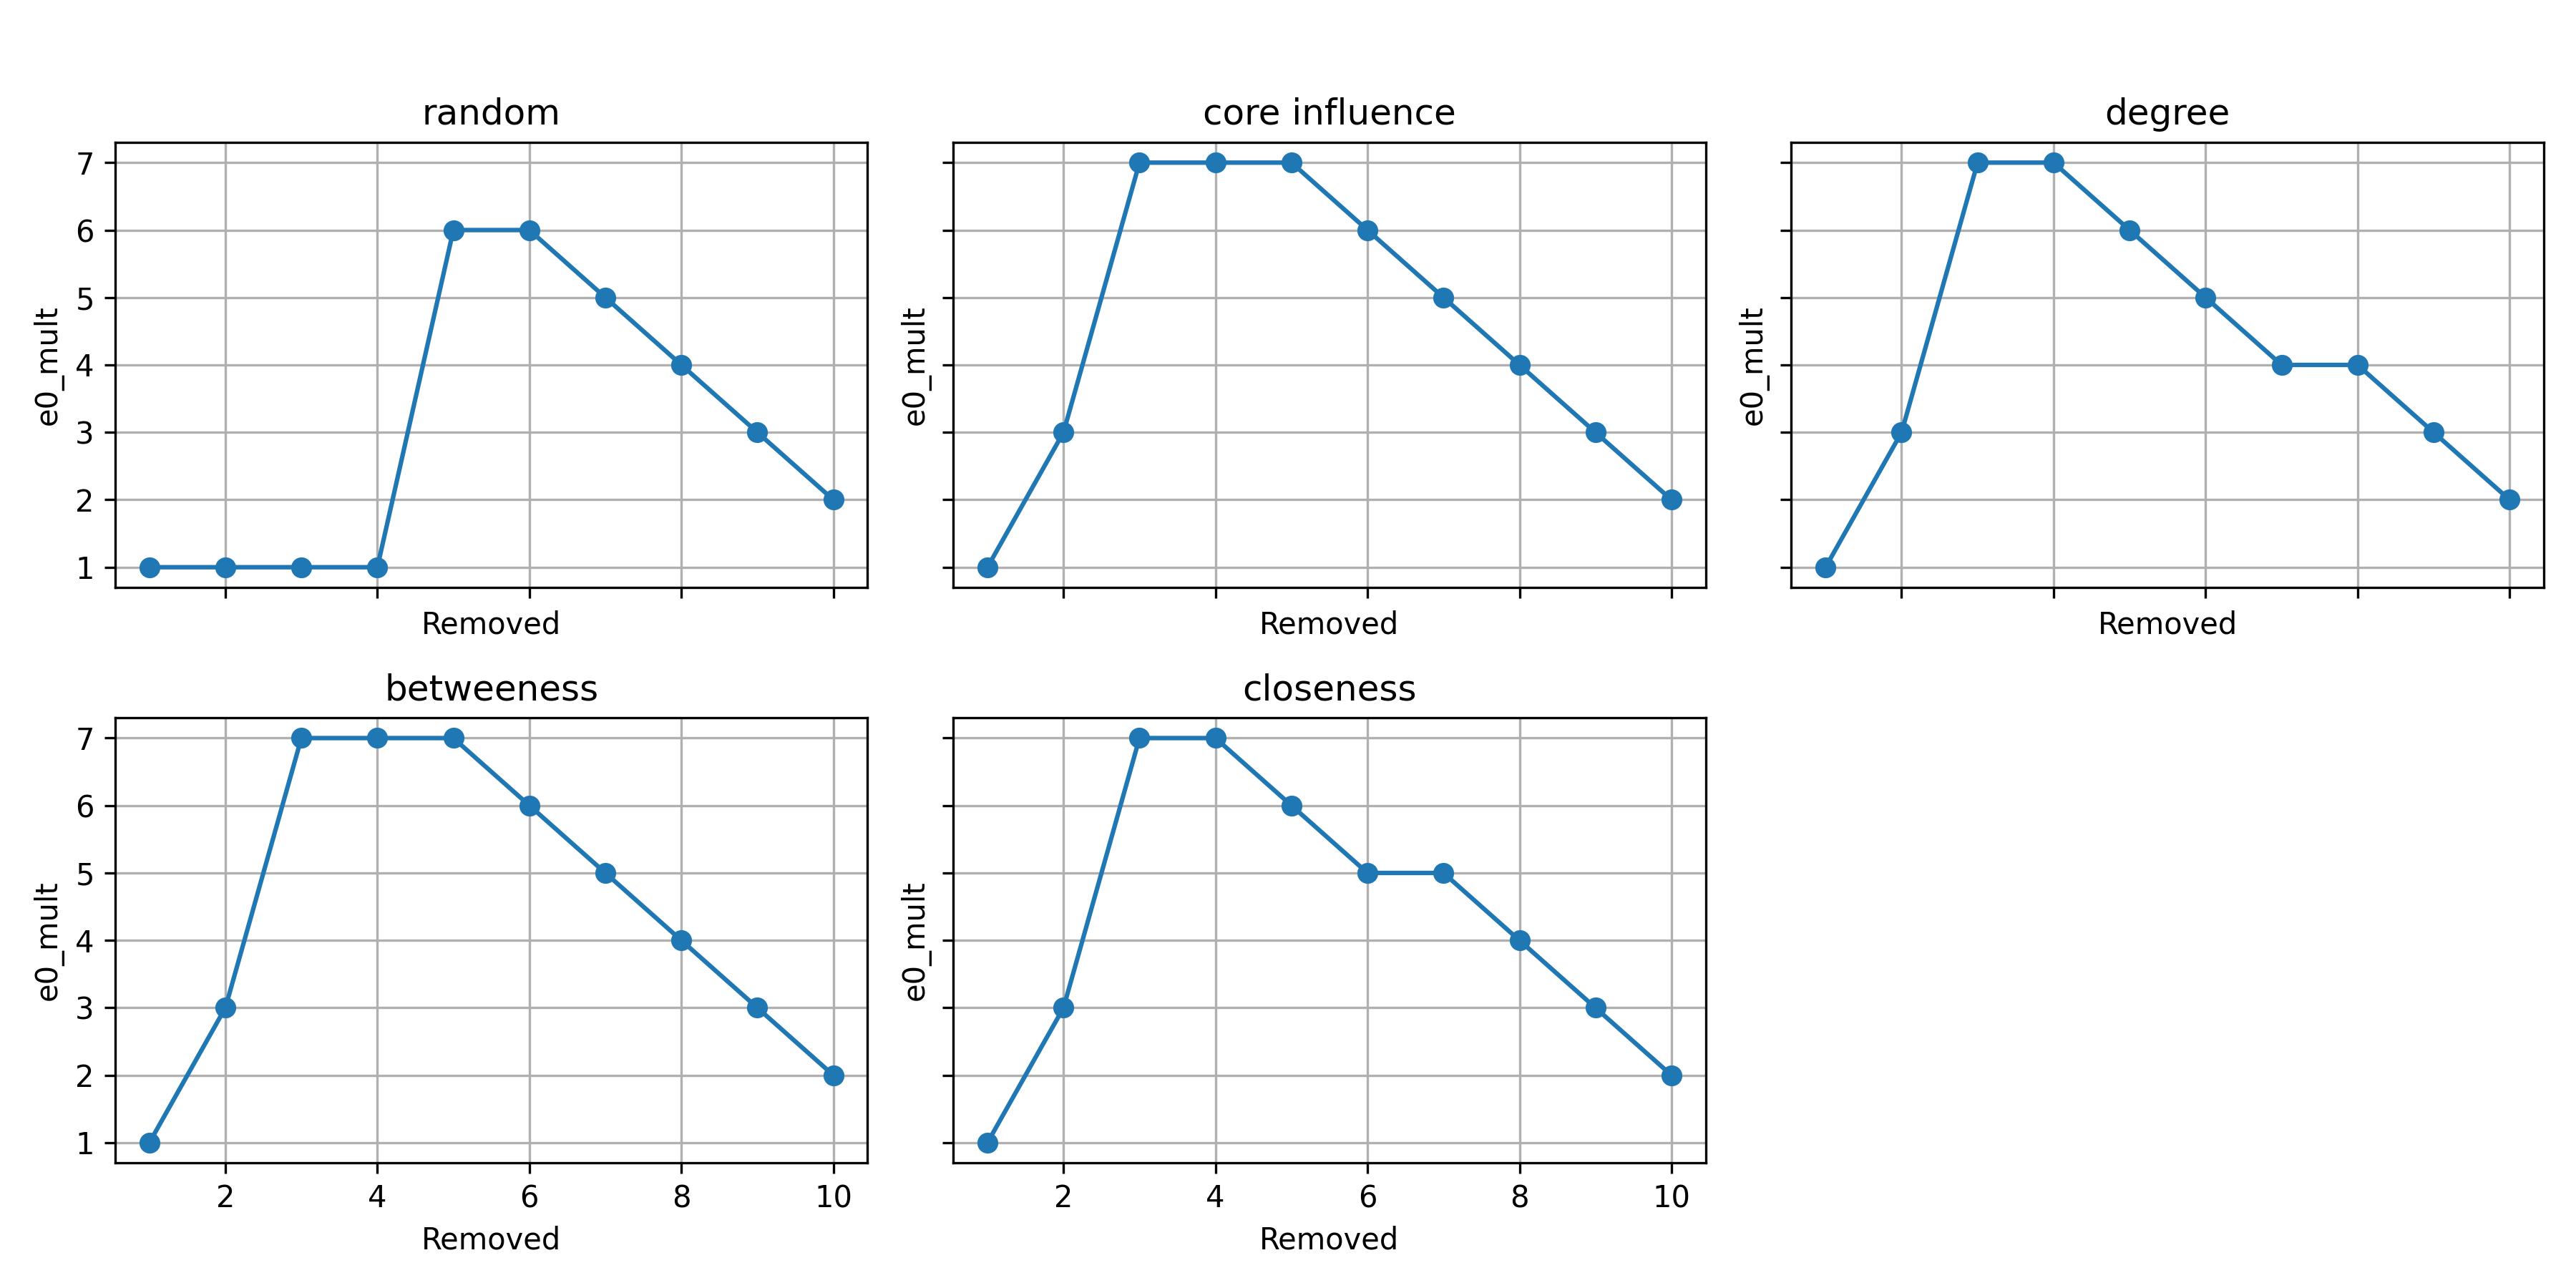 random
core influence
degree
7
6
5
4
3
2
1
e0_mult
e0_mult
e0_mult
Removed
Removed
Removed
betweeness
closeness
7
6
5
4
3
2
1
e0_mult
e0_mult
2 4 6 8 10
2 4 6 8 10
Removed
Removed